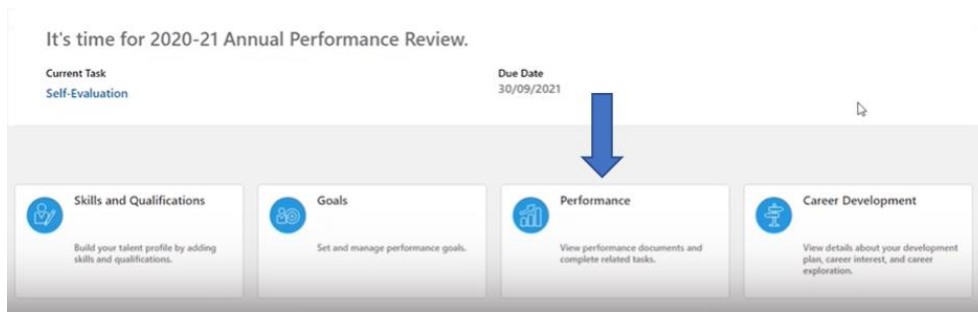 It's time for 2020-21 Annual Performance Review.
Current Task
Due Date
Self-Evaluation
30/09/2021
Skills and Qualifications
Build your talent profile by adding
skills and qualifications.
Goals
Set and manage performance goals.
Performance
View performance documents and
complete related tasks.
Career Development
View details about your development
plan, career interest, and career
exploration.